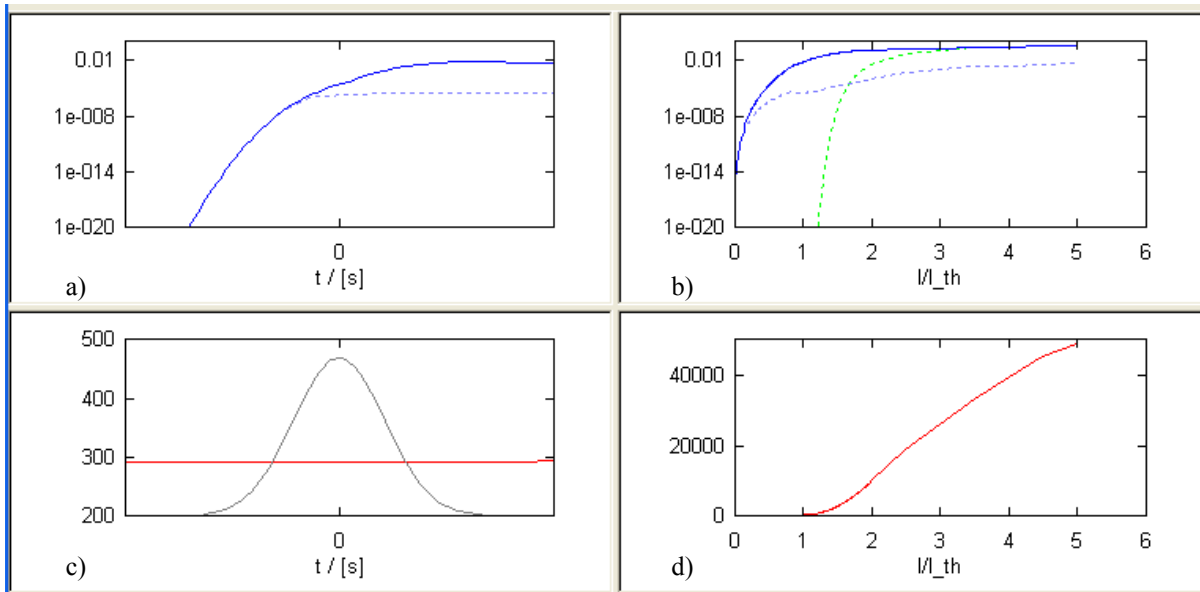 0.01
1e-008
1e-014
1e-020
0
t / [s]
a)
0.01
1e-008
1e-014
1e-020
0 1 2 3 4 5 6
I/I_th
b)
500
400
300
200
0
t / [s]
c)
40000
20000
0
0 1 2 3 4 5 6
I/I_th
d)